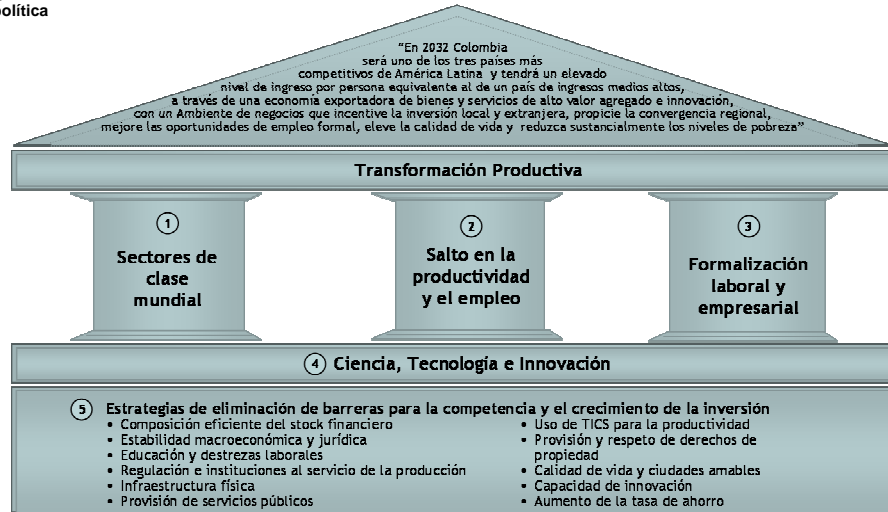 política
“En 2032 Colombia
será uno de los tres países más
competitivos de América Latina y tendrá un elevado
nivel de ingreso por persona equivalente al de un país de ingresos medios altos,
a través de una economía exportadora de bienes y servicios de alto valor agregado e innovación,
con un Ambiente de negocios que incentive la inversión local y extranjera, propicie la convergencia regional,
mejore las oportunidades de empleo formal, eleve la calidad de vida y reduzca sustancialmente los niveles de pobreza”
Transformación Productiva
1
Sectores de
clase
mundial
2
Salto en la
productividad
y el empleo
3
Formalización
laboral y
empresarial
4 Ciencia, Tecnología e Innovación
5 Estrategias de eliminación de barreras para la competencia y el crecimiento de la inversión
• Composición eficiente del stock financiero
• Estabilidad macroeconómica y jurídica
• Educación y destrezas laborales
• Regulación e instituciones al servicio de la producción
• Infraestructura física
• Provisión de servicios públicos
• Uso de TICS para la productividad
• Provisión y respeto de derechos de
propiedad
• Calidad de vida y ciudades amables
• Capacidad de innovación
• Aumento de la tasa de ahorro